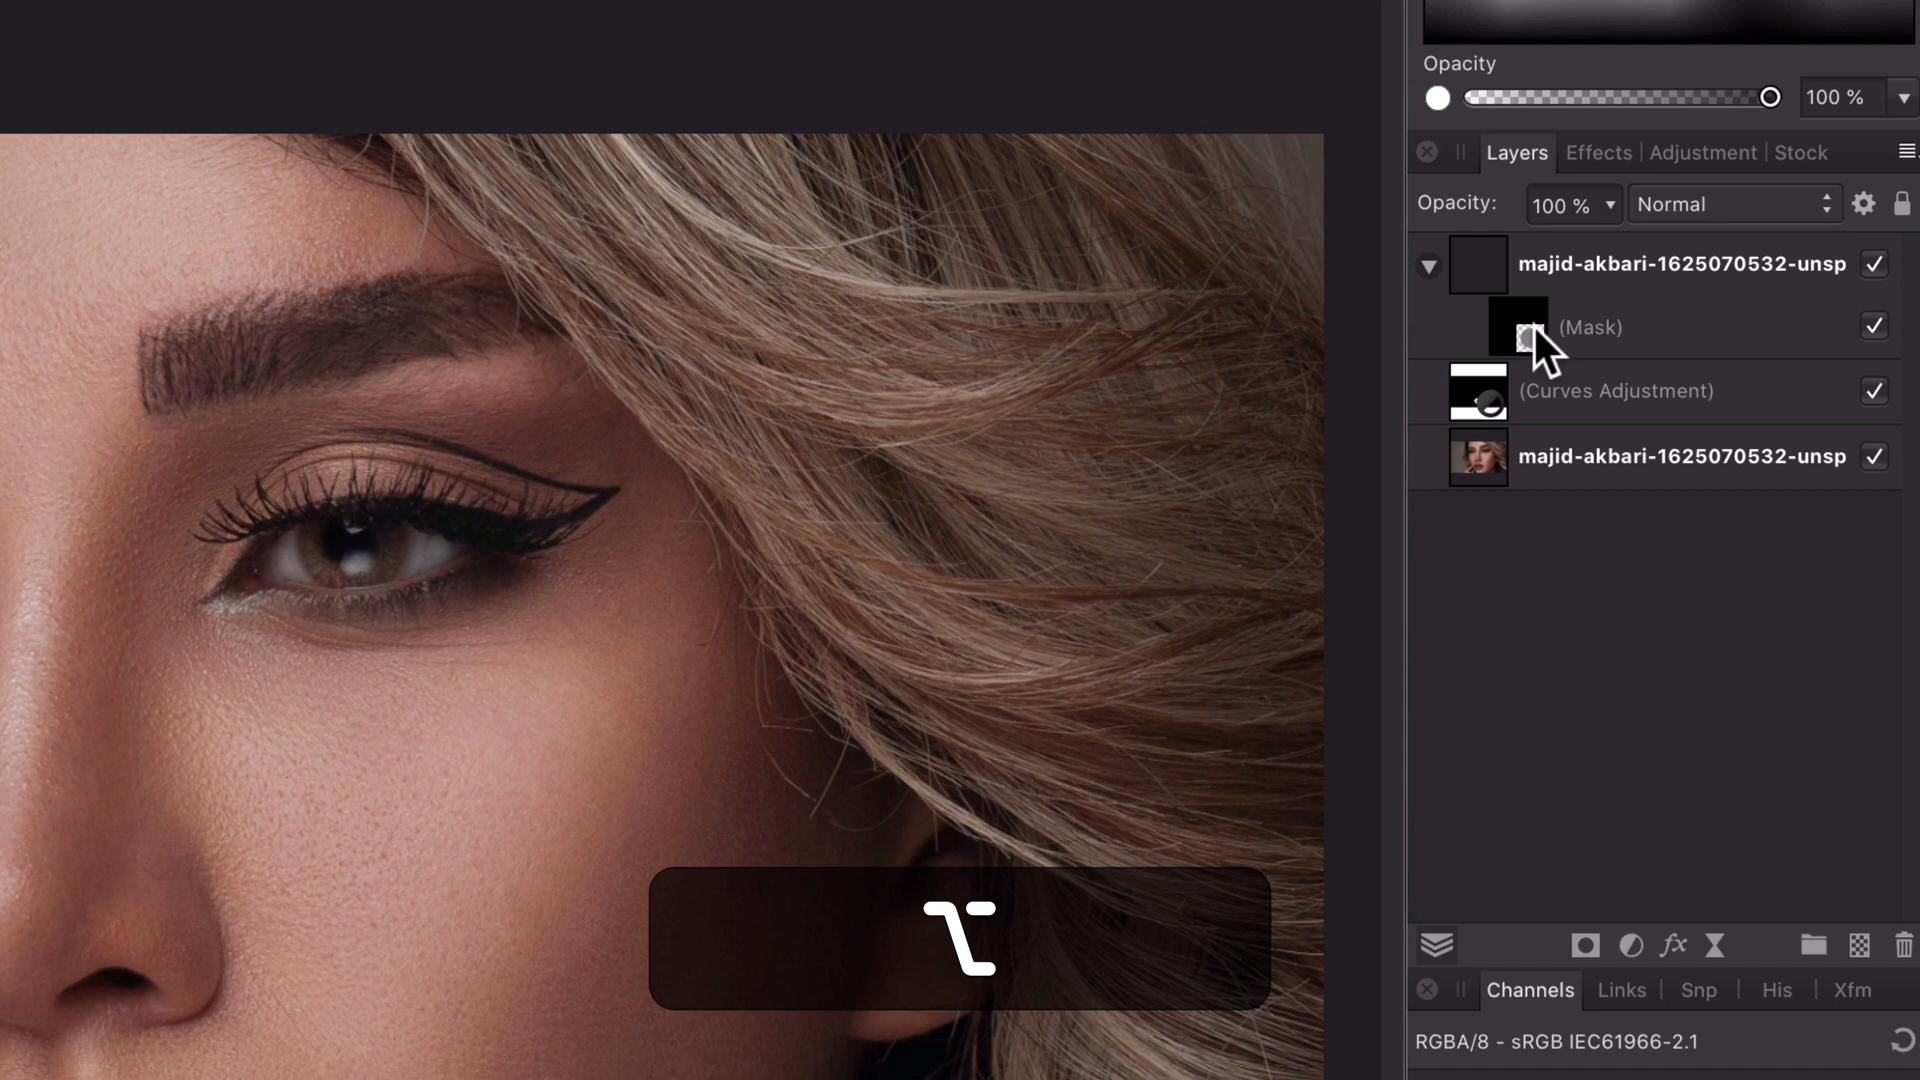 Opacity
100 %
Layers Effects Adjustment Stock
Opacity: 100 % Normal
majid-akbari-1625070532-unsp
(Mask)
(Curves Adjustment)
majid-akbari-1625070532-unsp
fx
Channels Links Snp His Xfm
RGBA/8 - sRGB IEC61966-2.1